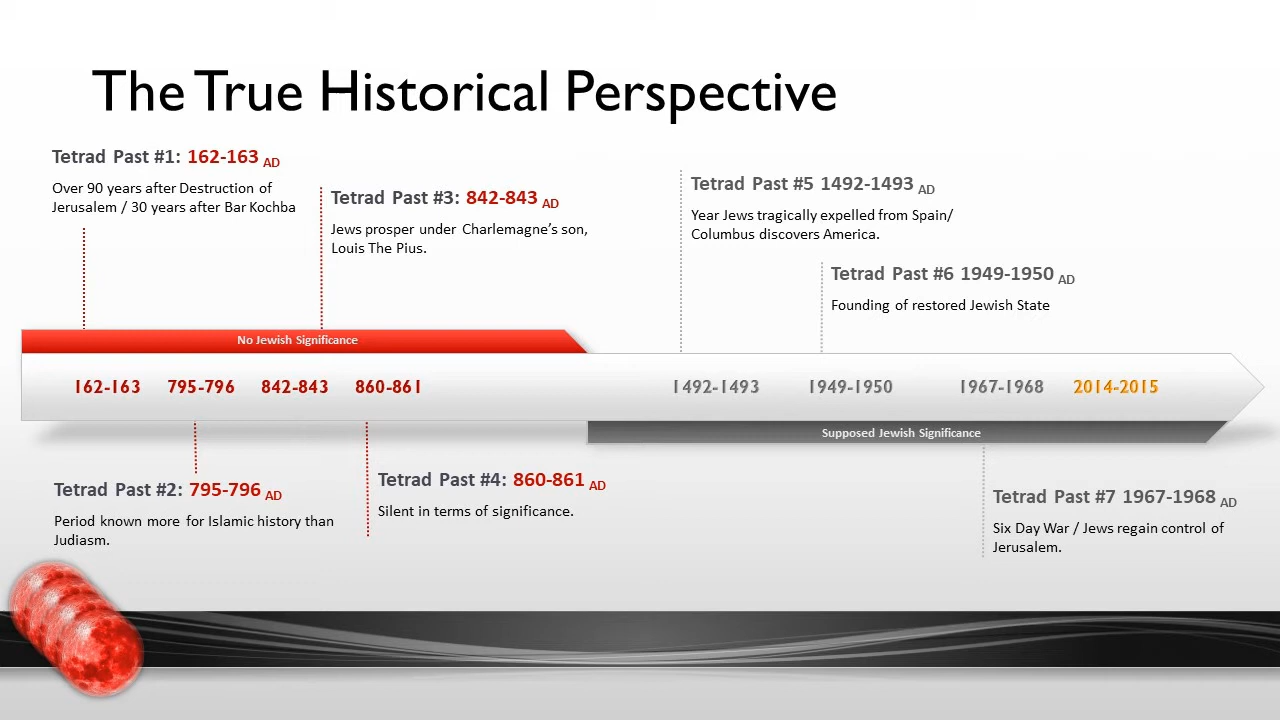 The True Historical Perspective
Tetrad Past #1: 162-163 AD
Over 90 years after Destruction of
Jerusalem / 30 years after Bar Kochba
Tetrad Past #3: 842-843 AD
Jews prosper under Charlemagne’s son,
Louis The Pius.
Tetrad Past #5 1492-1493 AD
Year Jews tragically expelled from Spain/
Columbus discovers America.
Tetrad Past #6 1949-1950 AD
Founding of restored Jewish State
No Jewish Significance
162-163 795-796 842-843 860-861 1492-1493 1949-1950 1967-1968 2014-2015
Supposed Jewish Significance
Tetrad Past #2: 795-796 AD
Period known more for Islamic history than
Judiasm.
Tetrad Past #4: 860-861 AD
Silent in terms of significance.
Tetrad Past #7 1967-1968 AD
Six Day War / Jews regain control of
Jerusalem.